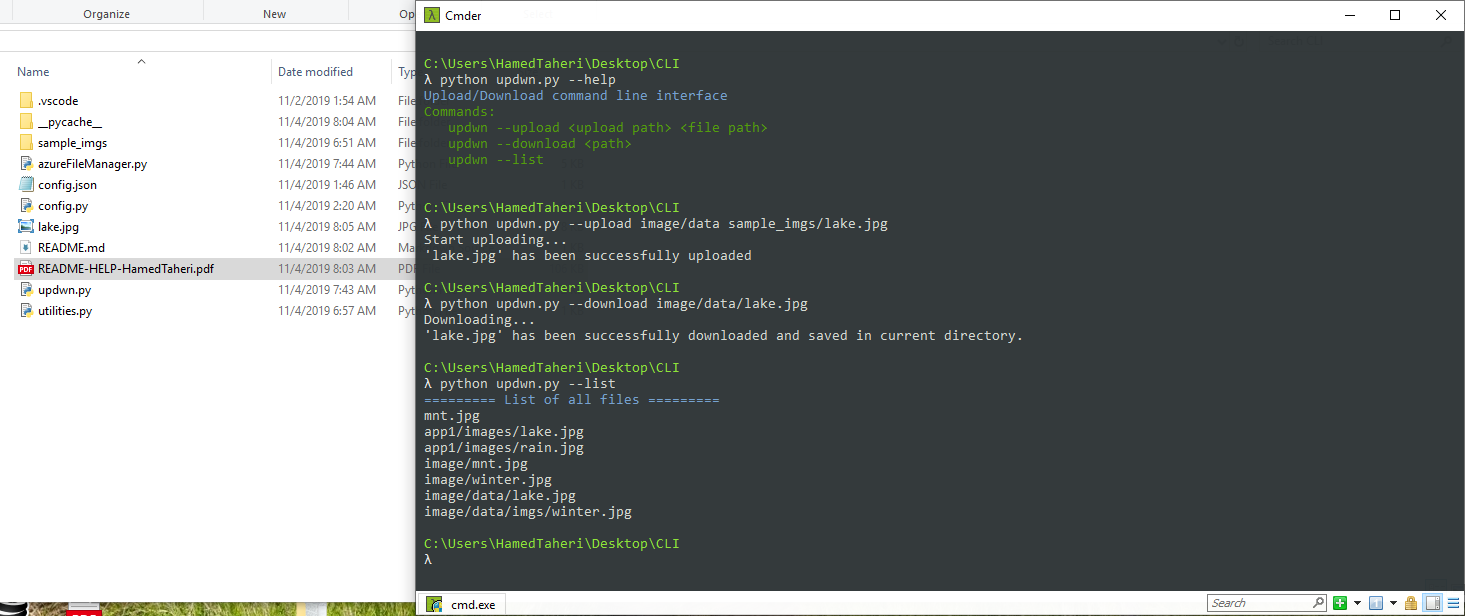 Organize New Op
Name Date modified Typ
.vscode 11/2/2019 1:54 AM File
__pycache__ 11/4/2019 8:04 AM File
sample_imgs 11/4/2019 6:51 AM File
azureFileManager.py 11/4/2019 7:44 AM Pyt
config.json 11/4/2019 1:46 AM JSO
config.py 11/4/2019 2:20 AM Pyt
lake.jpg 11/4/2019 8:05 AM JPG
README.md 11/4/2019 8:02 AM Ma
PDF README-HELP-HamedTaheri.pdf 11/4/2019 8:03 AM PDF
updwn.py 11/4/2019 7:43 AM Pyt
utilities.py 11/4/2019 6:57 AM Pyt
λ Cmder
C:\Users\HamedTaheri\Desktop\CLI
λ python updwn.py --help
Upload/Download command line interface
Commands:
updwn --upload <upload path> <file path>
updwn --download <path>
updwn --list
C:\Users\HamedTaheri\Desktop\CLI
λ python updwn.py --upload image/data sample_imgs/lake.jpg
Start uploading...
'lake.jpg' has been successfully uploaded
C:\Users\HamedTaheri\Desktop\CLI
λ python updwn.py --download image/data/lake.jpg
Downloading...
'lake.jpg' has been successfully downloaded and saved in current directory.
C:\Users\HamedTaheri\Desktop\CLI
λ python updwn.py --list
========= List of all files =========
mnt.jpg
app1/images/lake.jpg
app1/images/rain.jpg
image/mnt.jpg
image/winter.jpg
image/data/lake.jpg
image/data/imgs/winter.jpg
C:\Users\HamedTaheri\Desktop\CLI
λ
cmd.exe Search